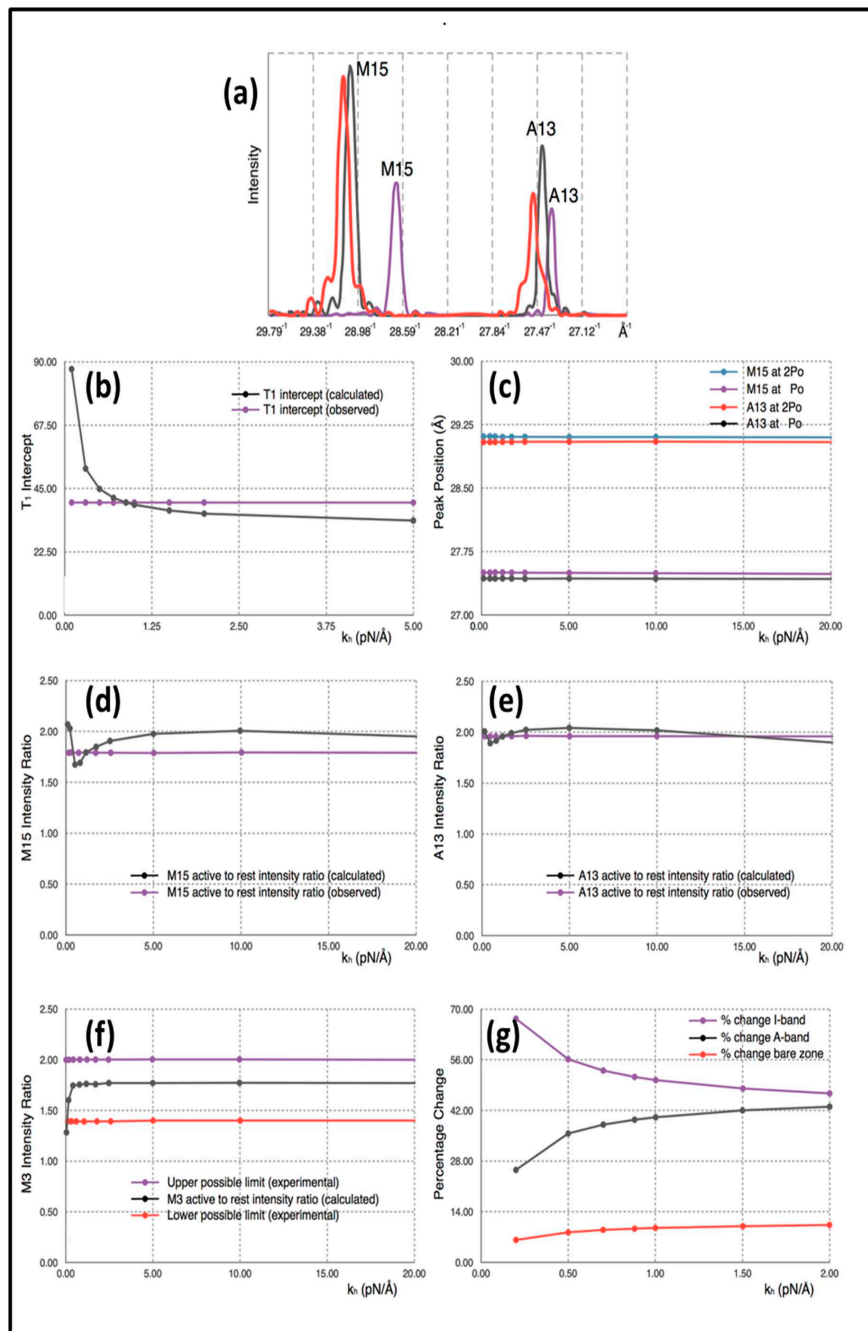 (a)
M15
M15
A13
A13
Intensity
29.79⁻¹ 29.38⁻¹ 28.98⁻¹ 28.59⁻¹ 28.21⁻¹ 27.84⁻¹ 27.47⁻¹ 27.12⁻¹ Å⁻¹
(b)
T1 intercept (calculated)
T1 intercept (observed)
T₁ Intercept
90.00
67.50
45.00
22.50
0.00
0.00 1.25 2.50 3.75 5.00
kₕ (pN/Å)
(c)
M15 at 2Po
M15 at Po
A13 at 2Po
A13 at Po
Peak Position (Å)
30.00
29.25
28.50
27.75
27.00
0.00 5.00 10.00 15.00 20.00
kₕ (pN/Å)
(d)
M15 Intensity Ratio
2.50
2.00
1.50
1.00
0.50
0.00
M15 active to rest intensity ratio (calculated)
M15 active to rest intensity ratio (observed)
0.00 5.00 10.00 15.00 20.00
kₕ (pN/Å)
(e)
A13 Intensity Ratio
2.50
2.00
1.50
1.00
0.50
0.00
A13 active to rest intensity ratio (calculated)
A13 active to rest intensity ratio (observed)
0.00 5.00 10.00 15.00 20.00
kₕ (pN/Å)
(f)
M3 Intensity Ratio
2.50
2.00
1.50
1.00
0.50
0.00
Upper possible limit (experimental)
M3 active to rest intensity ratio (calculated)
Lower possible limit (experimental)
0.00 5.00 10.00 15.00 20.00
kₕ (pN/Å)
(g)
% change I-band
% change A-band
% change bare zone
Percentage Change
70.00
56.00
42.00
28.00
14.00
0.00
0.00 0.50 1.00 1.50 2.00
kₕ (pN/Å)